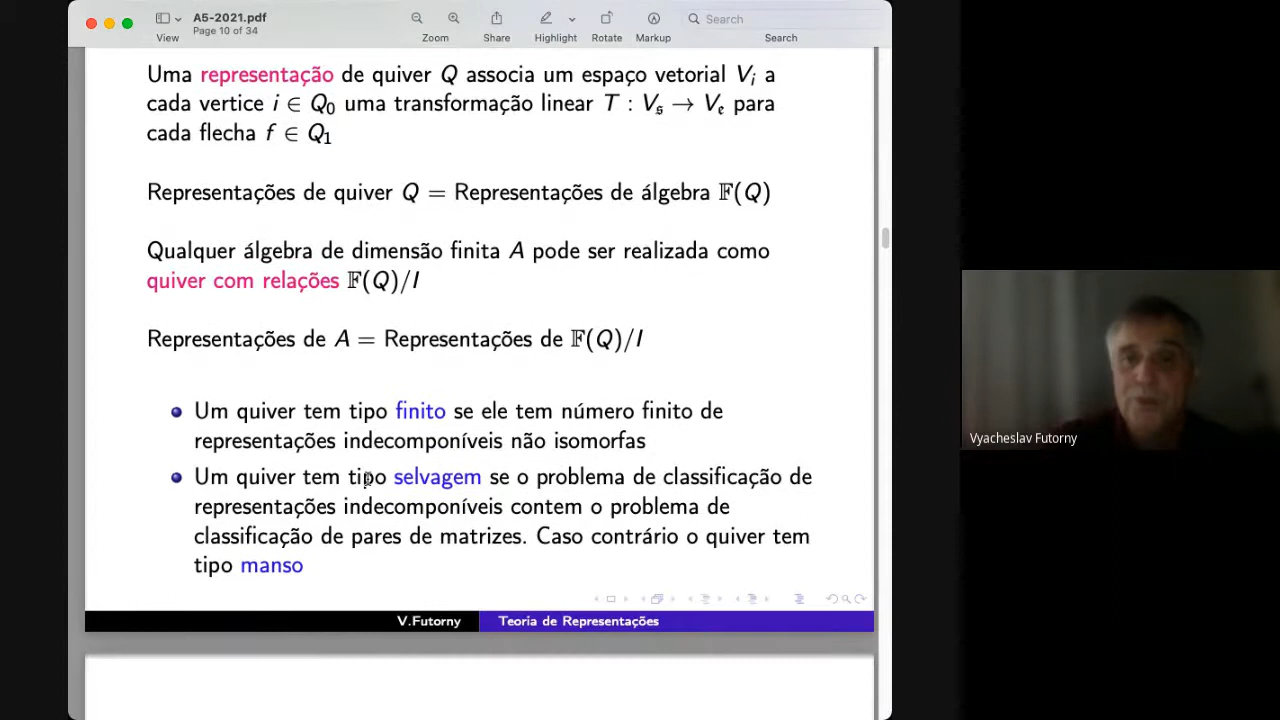 A5-2021.pdf
Page 10 of 34
View
Zoom
Share
Highlight
Rotate
Markup
Search
Search
Uma representação de quiver Q associa um espaço vetorial Vᵢ a
cada vertice i ∈ Q₀ uma transformação linear T : V𝔰 → V𝔢 para
cada flecha f ∈ Q₁
Representações de quiver Q = Representações de álgebra 𝔽(Q)
Qualquer álgebra de dimensão finita A pode ser realizada como
quiver com relações 𝔽(Q)/I
Representações de A = Representações de 𝔽(Q)/I
Um quiver tem tipo finito se ele tem número finito de
representações indecomponíveis não isomorfas
Um quiver tem tipo selvagem se o problema de classificação de
representações indecomponíveis contem o problema de
classificação de pares de matrizes. Caso contrário o quiver tem
tipo manso
V.Futorny
Teoria de Representações
Vyacheslav Futorny